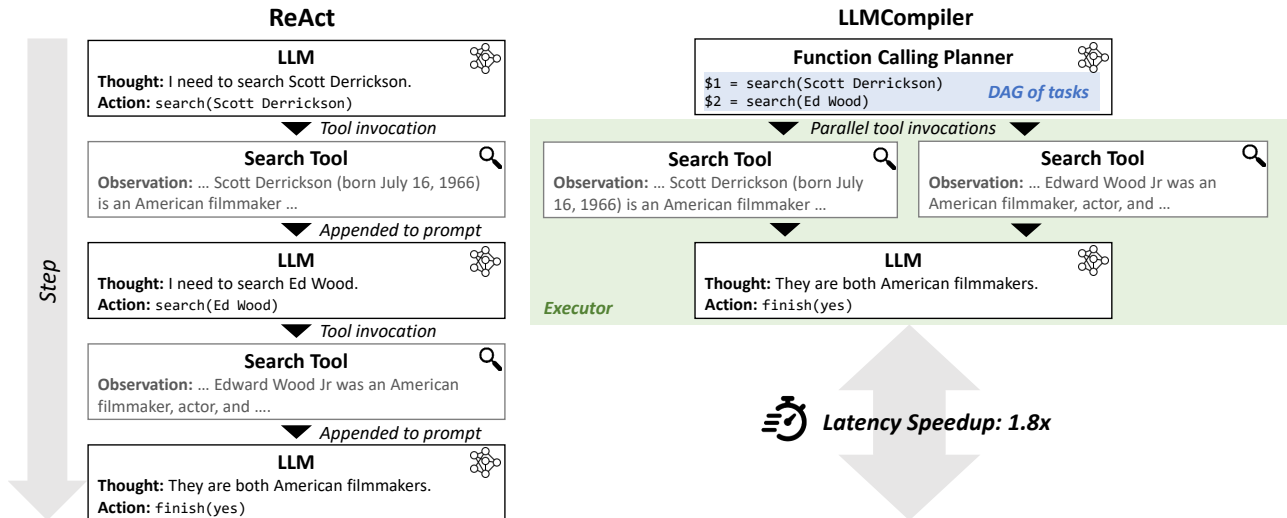 ReAct
Step
LLM
Thought: I need to search Scott Derrickson.
Action: search(Scott Derrickson)
Tool invocation
Search Tool
Observation: ... Scott Derrickson (born July 16, 1966)
is an American filmmaker ...
Appended to prompt
LLM
Thought: I need to search Ed Wood.
Action: search(Ed Wood)
Tool invocation
Search Tool
Observation: ... Edward Wood Jr was an American
filmmaker, actor, and ....
Appended to prompt
LLM
Thought: They are both American filmmakers.
Action: finish(yes)
LLMCompiler
Function Calling Planner
$1 = search(Scott Derrickson)
$2 = search(Ed Wood)
DAG of tasks
Parallel tool invocations
Search Tool
Observation: ... Scott Derrickson (born July
16, 1966) is an American filmmaker ...
Search Tool
Observation: ... Edward Wood Jr was an
American filmmaker, actor, and ...
LLM
Thought: They are both American filmmakers.
Action: finish(yes)
Executor
Latency Speedup: 1.8x